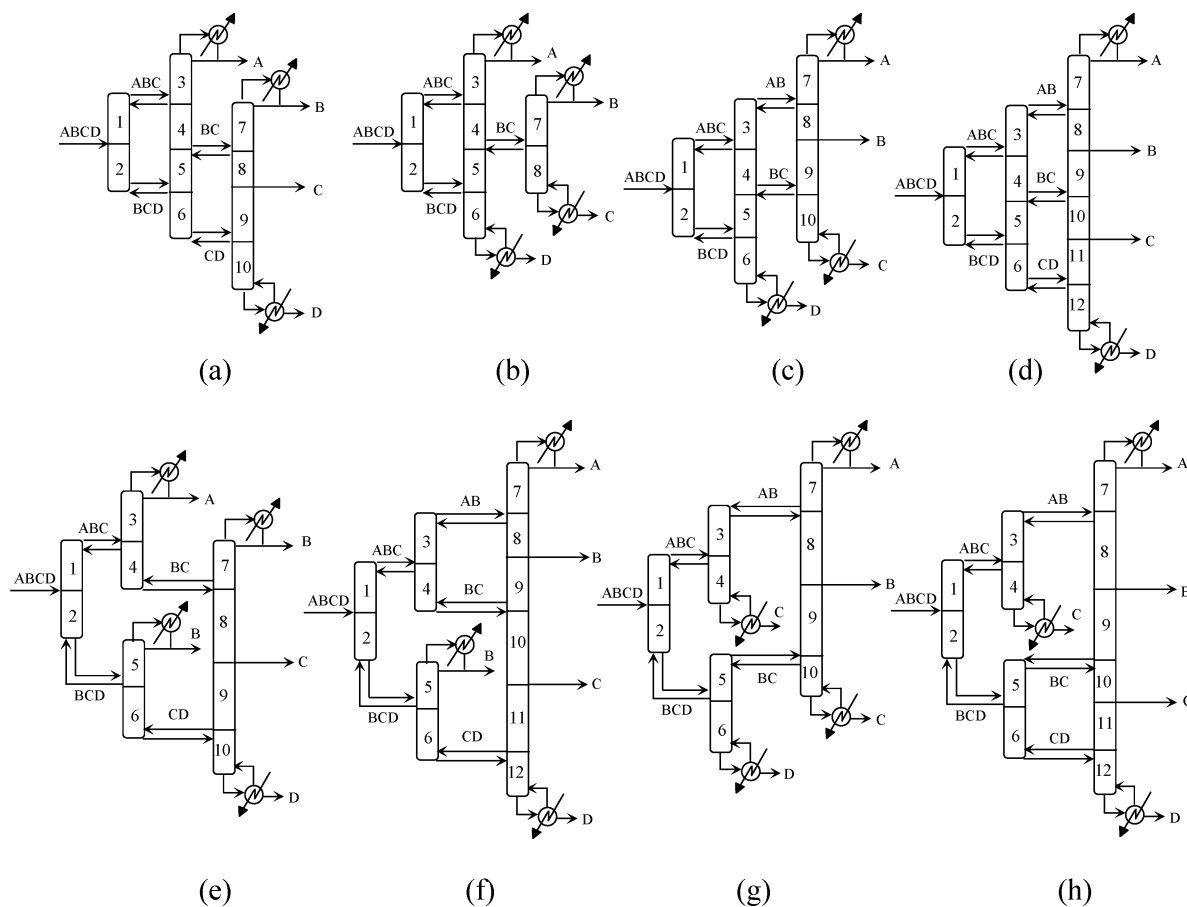 A
ABC
3
B
ABCD
1
4
BC
7
2
5
8
C
BCD
6
CD
9
10
D
(a)
A
ABC
3
B
ABCD
1
4
BC
7
2
5
8
BCD
6
C
D
(b)
A
AB
7
ABC
3
8
B
ABCD
1
4
BC
9
2
5
10
BCD
6
C
D
(c)
A
AB
7
ABC
3
8
B
ABCD
1
4
BC
9
2
5
10
BCD
6
CD
C
11
12
D
(d)
A
ABC
3
B
ABCD
1
4
BC
7
2
B
8
5
C
BCD
6
CD
9
10
D
(e)
A
AB
7
ABC
3
8
B
ABCD
1
4
BC
9
2
B
10
5
C
BCD
6
CD
11
12
D
(f)
A
AB
7
ABC
3
8
ABCD
1
4
B
2
C
9
5
BC
10
BCD
6
C
D
(g)
A
AB
7
ABC
3
8
ABCD
1
4
B
2
C
9
5
BC
10
C
BCD
6
CD
11
12
D
(h)